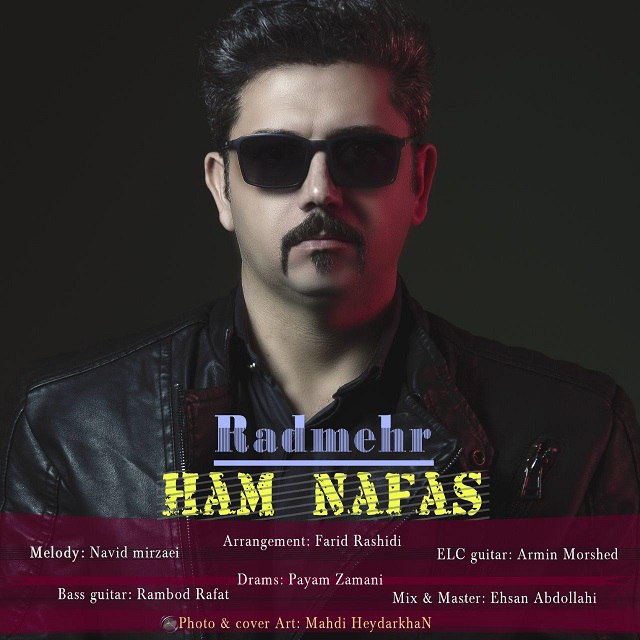 Radmehr
HAM NAFAS
Arrangement: Farid Rashidi
Melody: Navid mirzaei
ELC guitar: Armin Morshed
Drams: Payam Zamani
Bass guitar: Rambod Rafat
Mix & Master: Ehsan Abdollahi
Photo & cover Art: Mahdi HeydarkhaN